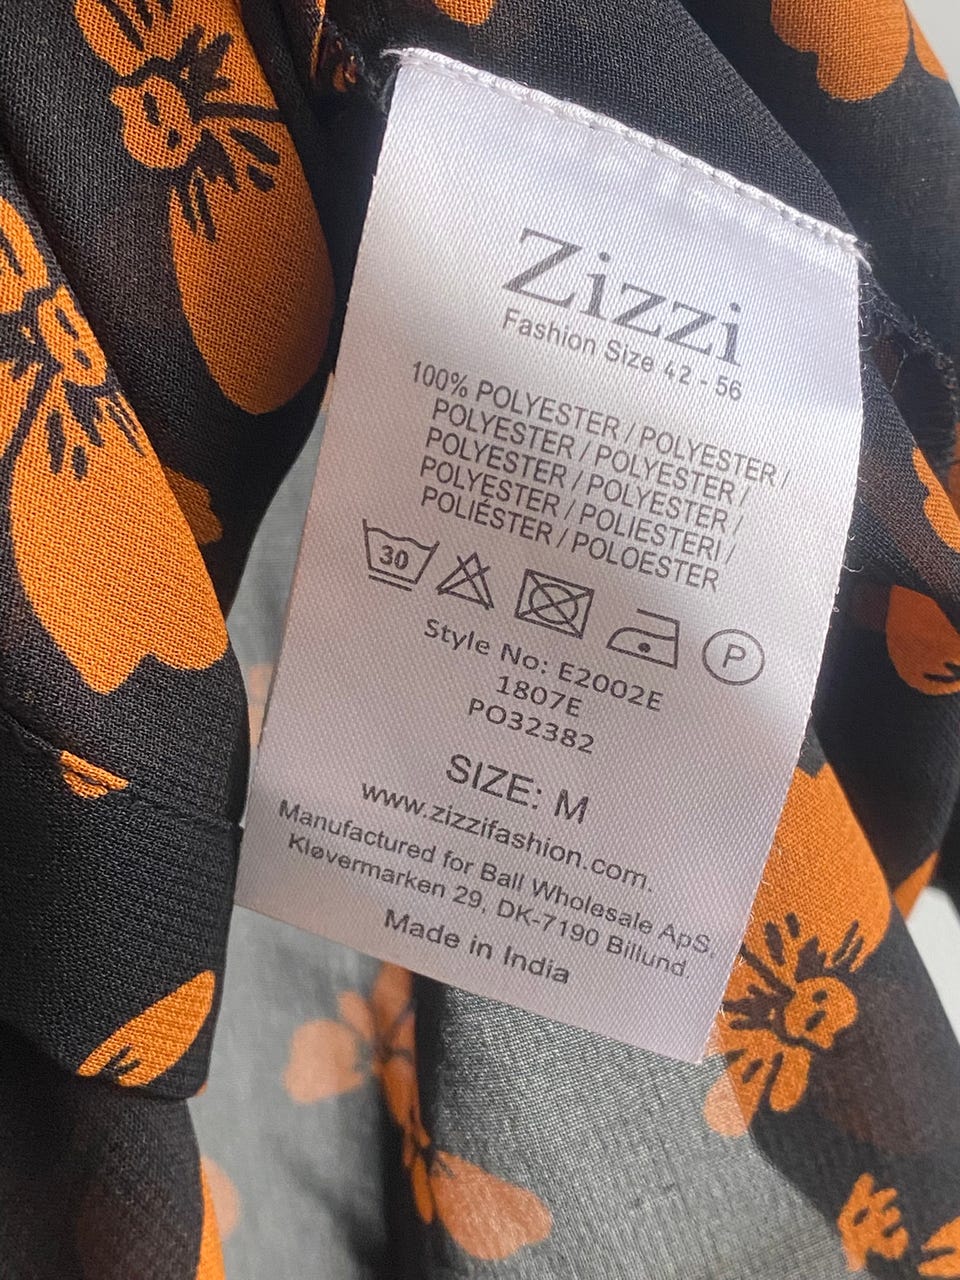 Zizzi
Fashion Size 42 - 56
100% POLYESTER / POLYESTER /
POLYESTER / POLYESTER /
POLYESTER / POLYESTER /
POLYESTER / POLIESTERI /
POLIÉSTER / POLOESTER
30
P
Style No: E2002E
1807E
PO32382
SIZE: M
www.zizzifashion.com.
Manufactured for Ball Wholesale ApS,
Kløvermarken 29, DK-7190 Billund.
Made in India